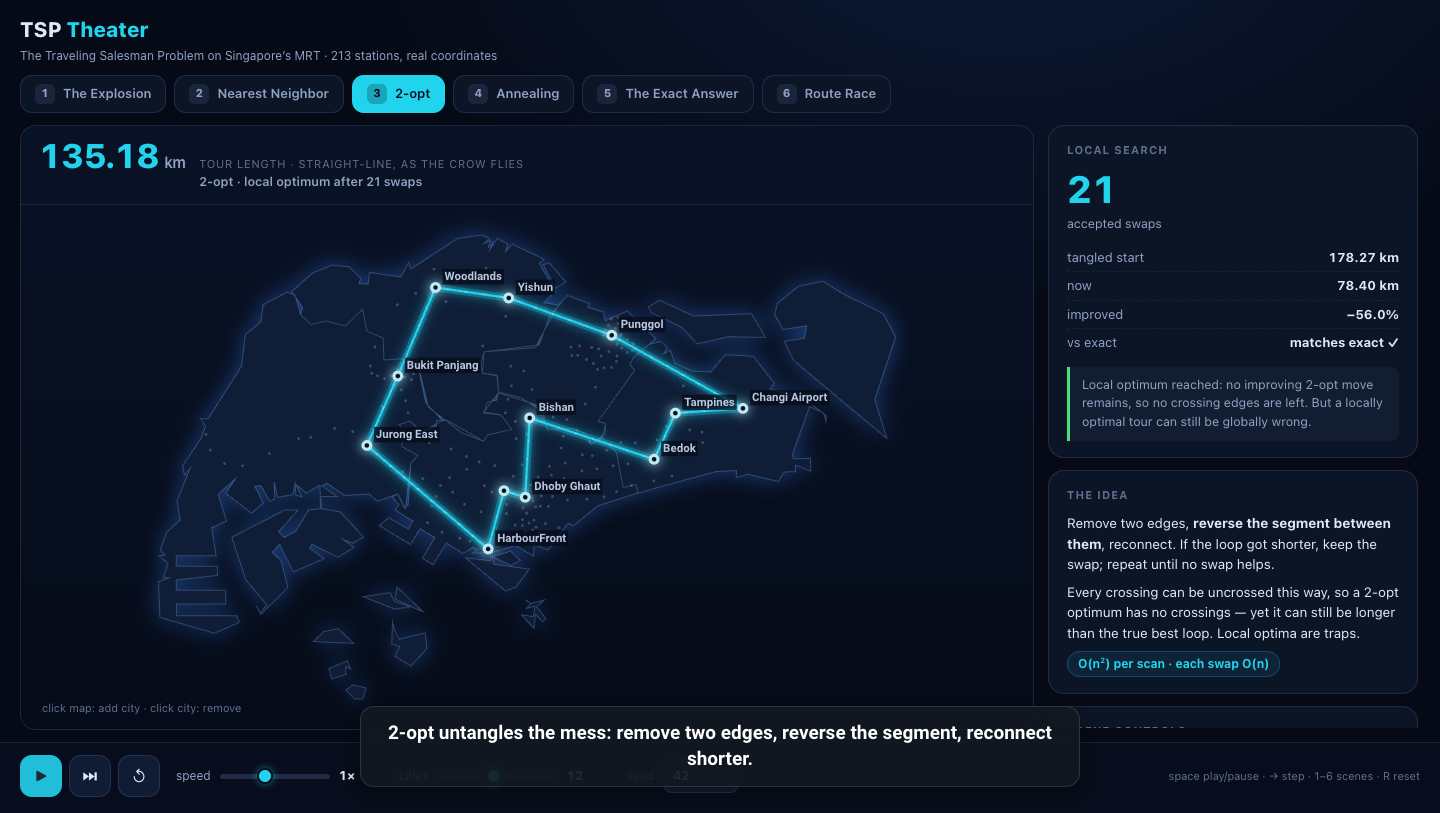 TSP Theater
The Traveling Salesman Problem on Singapore's MRT · 213 stations, real coordinates
1 The Explosion
2 Nearest Neighbor
3 2-opt
4 Annealing
5 The Exact Answer
6 Route Race
135.18 km
TOUR LENGTH · STRAIGHT-LINE, AS THE CROW FLIES
2-opt · local optimum after 21 swaps
Woodlands
Yishun
Punggol
Bukit Panjang
Changi Airport
Tampines
Bishan
Jurong East
Bedok
Dhoby Ghaut
HarbourFront
click map: add city · click city: remove
LOCAL SEARCH
21
accepted swaps
tangled start 178.27 km
now 78.40 km
improved −56.0%
vs exact matches exact ✓
Local optimum reached: no improving 2-opt move
remains, so no crossing edges are left. But a locally
optimal tour can still be globally wrong.
THE IDEA
Remove two edges, reverse the segment between
them, reconnect. If the loop got shorter, keep the
swap; repeat until no swap helps.
Every crossing can be uncrossed this way, so a 2-opt
optimum has no crossings — yet it can still be longer
than the true best loop. Local optima are traps.
O(n²) per scan · each swap O(n)
2-opt untangles the mess: remove two edges, reverse the segment, reconnect
shorter.
speed 1×
cities 12
seed 42
space play/pause · → step · 1–6 scenes · R reset